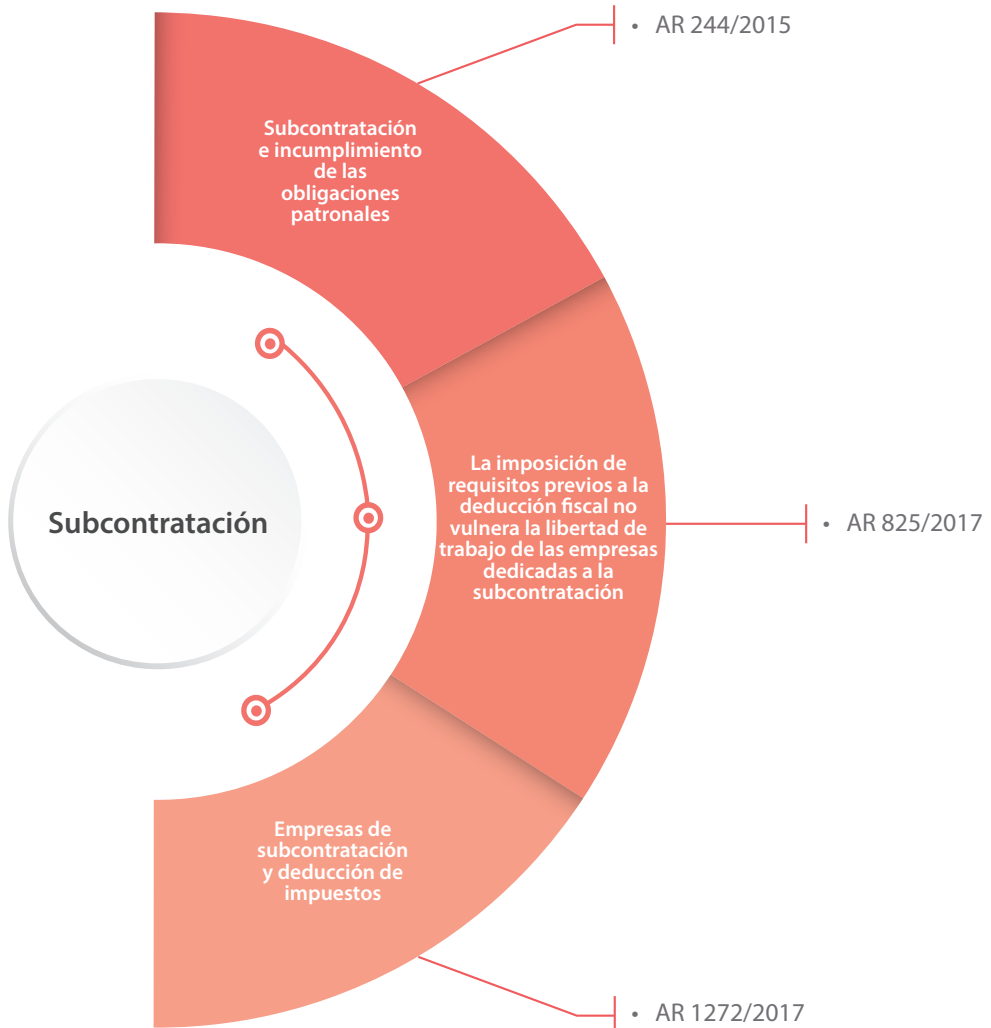 Subcontratación
Subcontratación
e incumplimiento
de las
obligaciones
patronales
• AR 244/2015
La imposición de
requisitos previos a la
deducción fiscal no
vulnera la libertad de
trabajo de las empresas
dedicadas a la
subcontratación
• AR 825/2017
Empresas de
subcontratación
y deducción de
impuestos
• AR 1272/2017